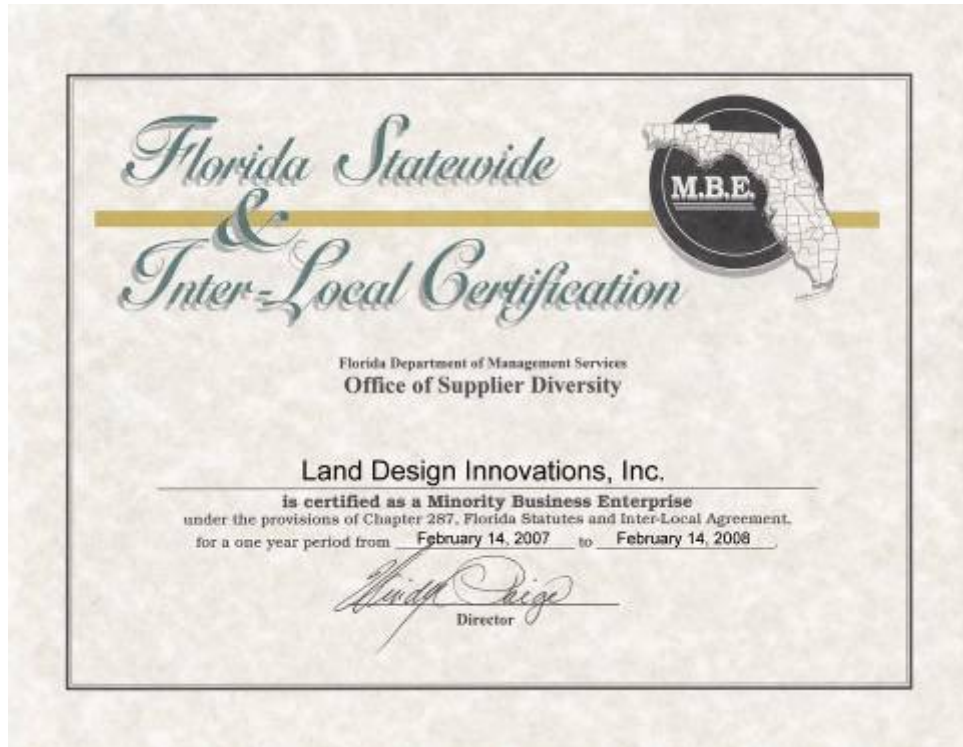 Florida Statewide
&
Inter-Local Certification
M.B.E.
Florida Department of Management Services
Office of Supplier Diversity
Land Design Innovations, Inc.
is certified as a Minority Business Enterprise
under the provisions of Chapter 287, Florida Statutes and Inter-Local Agreement,
for a one year period from February 14, 2007 to February 14, 2008
Director